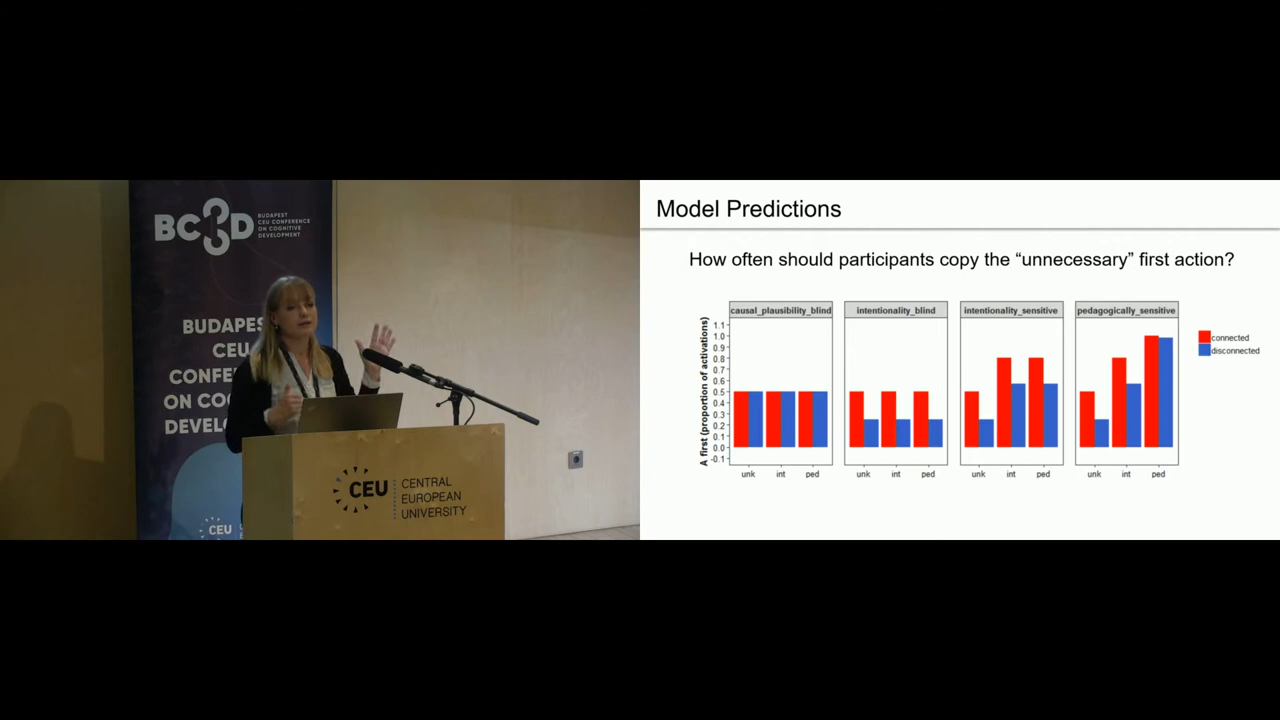 BC3D
BUDAPEST
CEU CONFERENCE
ON COGNITIVE
DEVELOPMENT
BUDAPES
CEU
CONFE
ON COG
DEVELO
CEU
CEU
CENTRAL
EUROPEAN
UNIVERSITY
Model Predictions
How often should participants copy the “unnecessary” first action?
causal_plausibility_blind intentionality_blind intentionality_sensitive pedagogically_sensitive
A first (proportion of activations)
1.1
1.0
0.9
0.8
0.7
0.6
0.5
0.4
0.3
0.2
0.1
0.0
-0.1
unk int ped unk int ped unk int ped unk int ped
connected
disconnected